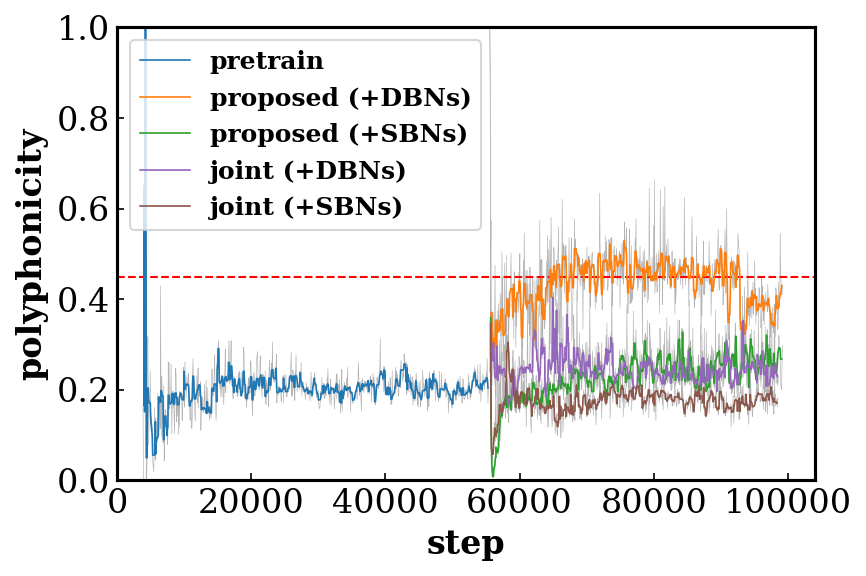 1.0
0.8
0.6
0.4
0.2
0.0
polyphonicity
pretrain
proposed (+DBNs)
proposed (+SBNs)
joint (+DBNs)
joint (+SBNs)
0 20000 40000 60000 80000 100000
step